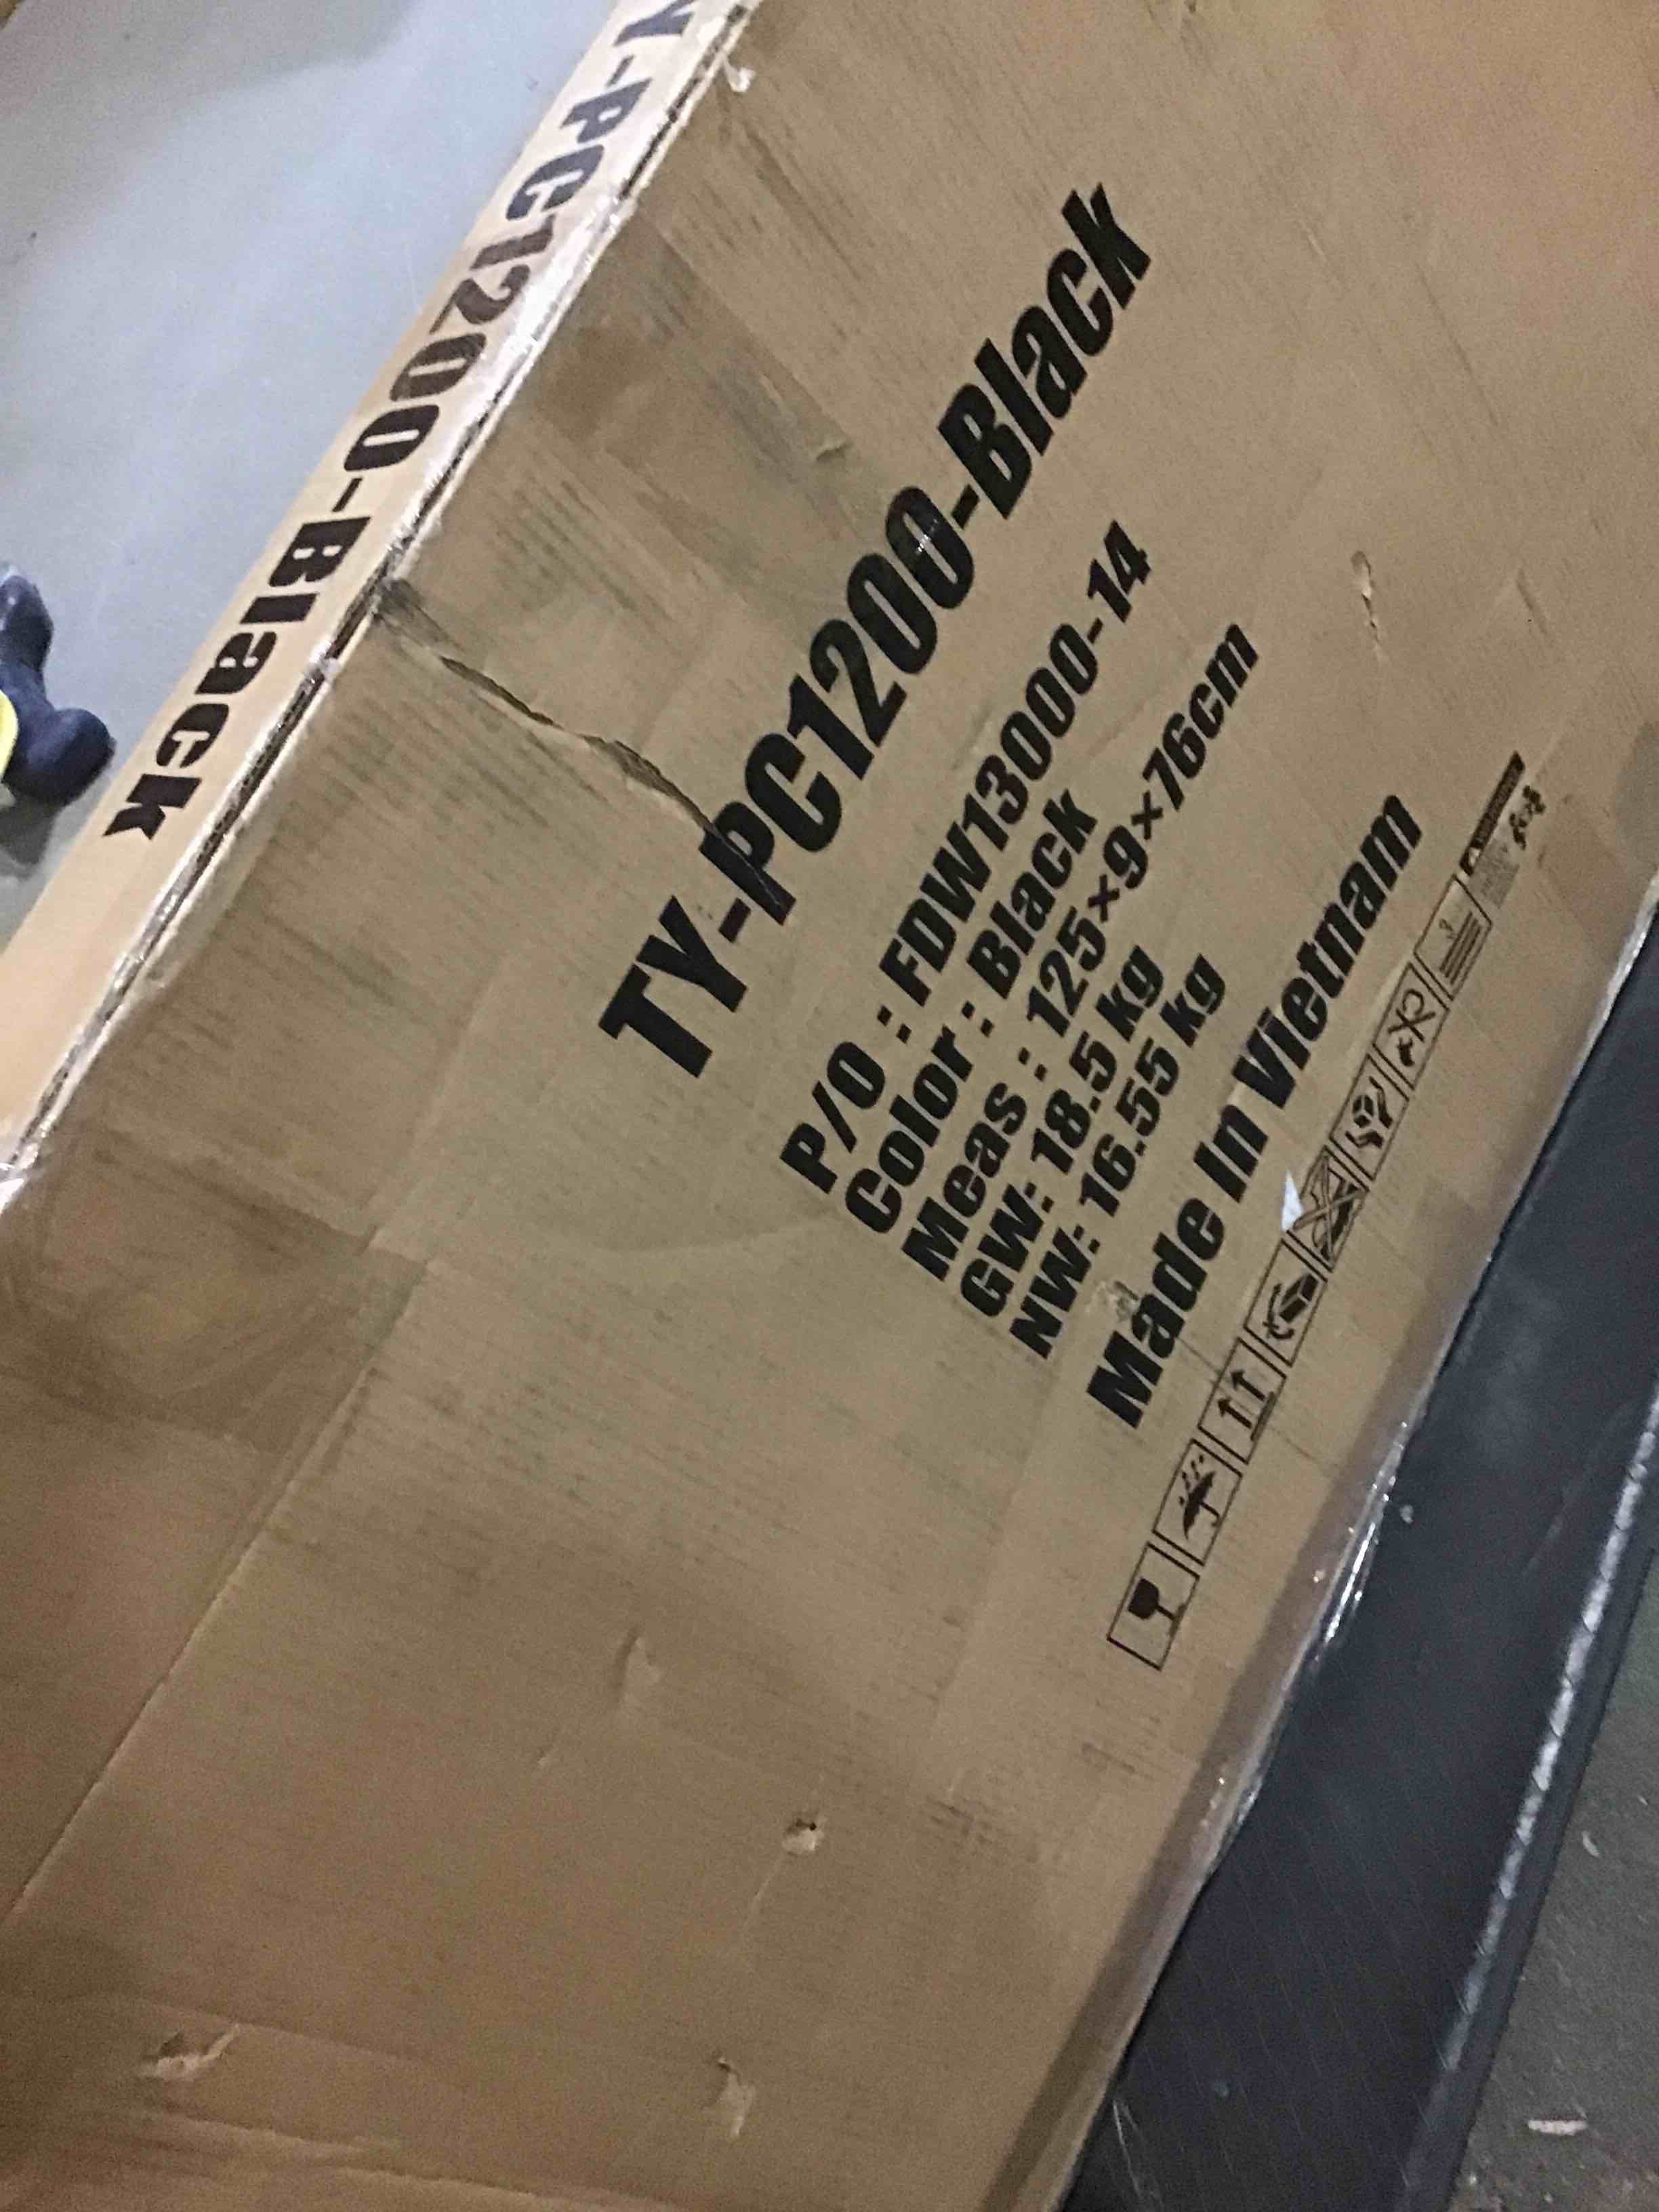 Y-PC1200-Black
TY-PC1200-Black
P/O : FDW13000-14
Color : Black
Meas : 125×9×76cm
GW: 18.5 kg
NW: 16.55 kg
Made In Vietnam